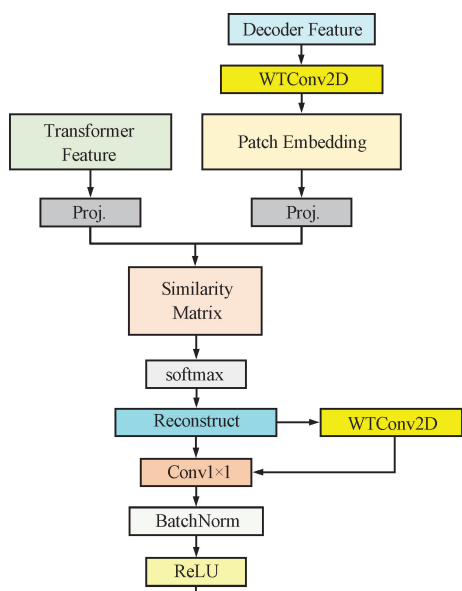 Decoder Feature
WTConv2D
Transformer
Feature
Patch Embedding
Proj.
Proj.
Similarity
Matrix
softmax
Reconstruct
WTConv2D
Conv1×1
BatchNorm
ReLU